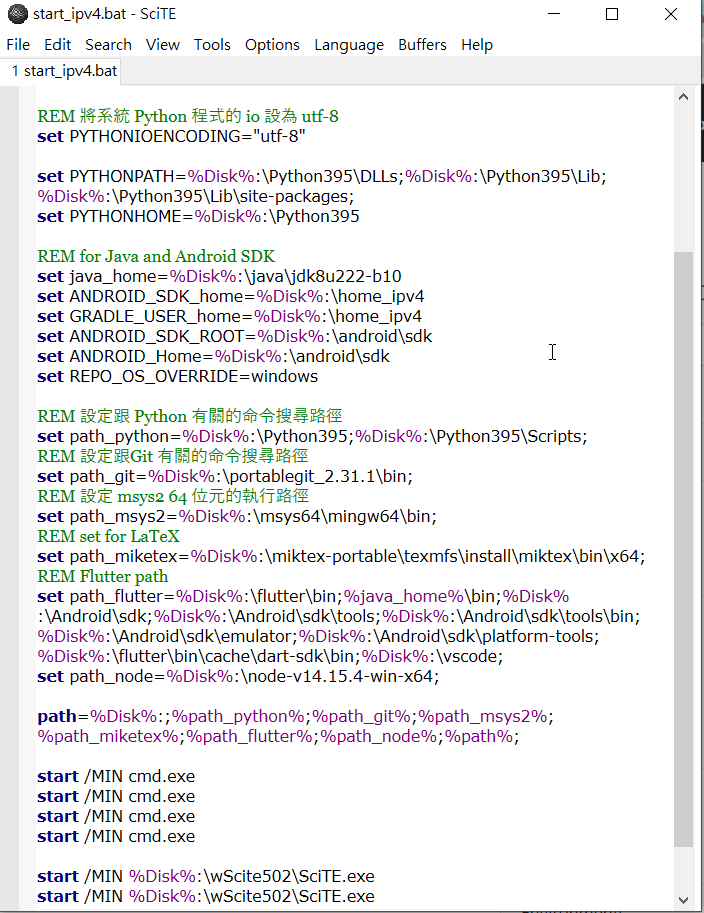 start_ipv4.bat - SciTE
File Edit Search View Tools Options Language Buffers Help
1 start_ipv4.bat
REM 將系統 Python 程式的 io 設為 utf-8
set PYTHONIOENCODING="utf-8"
set PYTHONPATH=%Disk%:\Python395\DLLs;%Disk%:\Python395\Lib;
%Disk%:\Python395\Lib\site-packages;
set PYTHONHOME=%Disk%:\Python395
REM for Java and Android SDK
set java_home=%Disk%:\java\jdk8u222-b10
set ANDROID_SDK_home=%Disk%:\home_ipv4
set GRADLE_USER_home=%Disk%:\home_ipv4
set ANDROID_SDK_ROOT=%Disk%:\android\sdk
set ANDROID_Home=%Disk%:\android\sdk
set REPO_OS_OVERRIDE=windows
REM 設定跟 Python 有關的命令搜尋路徑
set path_python=%Disk%:\Python395;%Disk%:\Python395\Scripts;
REM 設定跟Git 有關的命令搜尋路徑
set path_git=%Disk%:\portablegit_2.31.1\bin;
REM 設定 msys2 64 位元的執行路徑
set path_msys2=%Disk%:\msys64\mingw64\bin;
REM set for LaTeX
set path_miketex=%Disk%:\miktex-portable\texmfs\install\miktex\bin\x64;
REM Flutter path
set path_flutter=%Disk%:\flutter\bin;%java_home%\bin;%Disk%
:\Android\sdk;%Disk%:\Android\sdk\tools;%Disk%:\Android\sdk\tools\bin;
%Disk%:\Android\sdk\emulator;%Disk%:\Android\sdk\platform-tools;
%Disk%:\flutter\bin\cache\dart-sdk\bin;%Disk%:\vscode;
set path_node=%Disk%:\node-v14.15.4-win-x64;
path=%Disk%:;%path_python%;%path_git%;%path_msys2%;
%path_miketex%;%path_flutter%;%path_node%;%path%;
start /MIN cmd.exe
start /MIN cmd.exe
start /MIN cmd.exe
start /MIN cmd.exe
start /MIN %Disk%:\wScite502\SciTE.exe
start /MIN %Disk%:\wScite502\SciTE.exe